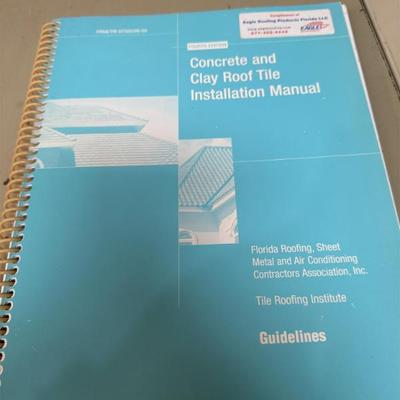 Compliments of
Eagle Roofing Products Florida LLC
EAGLE
FOURTH EDITION
Concrete and
Clay Roof Tile
Installation Manual
Florida Roofing, Sheet
Metal and Air Conditioning
Contractors Association, Inc.
Tile Roofing Institute
Guidelines